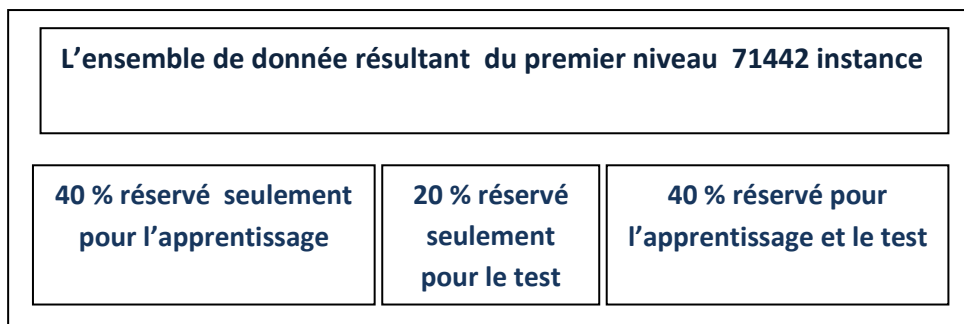 L’ensemble de donnée résultant du premier niveau 71442 instance
40 % réservé seulement
pour l’apprentissage
20 % réservé
seulement
pour le test
40 % réservé pour
l’apprentissage et le test